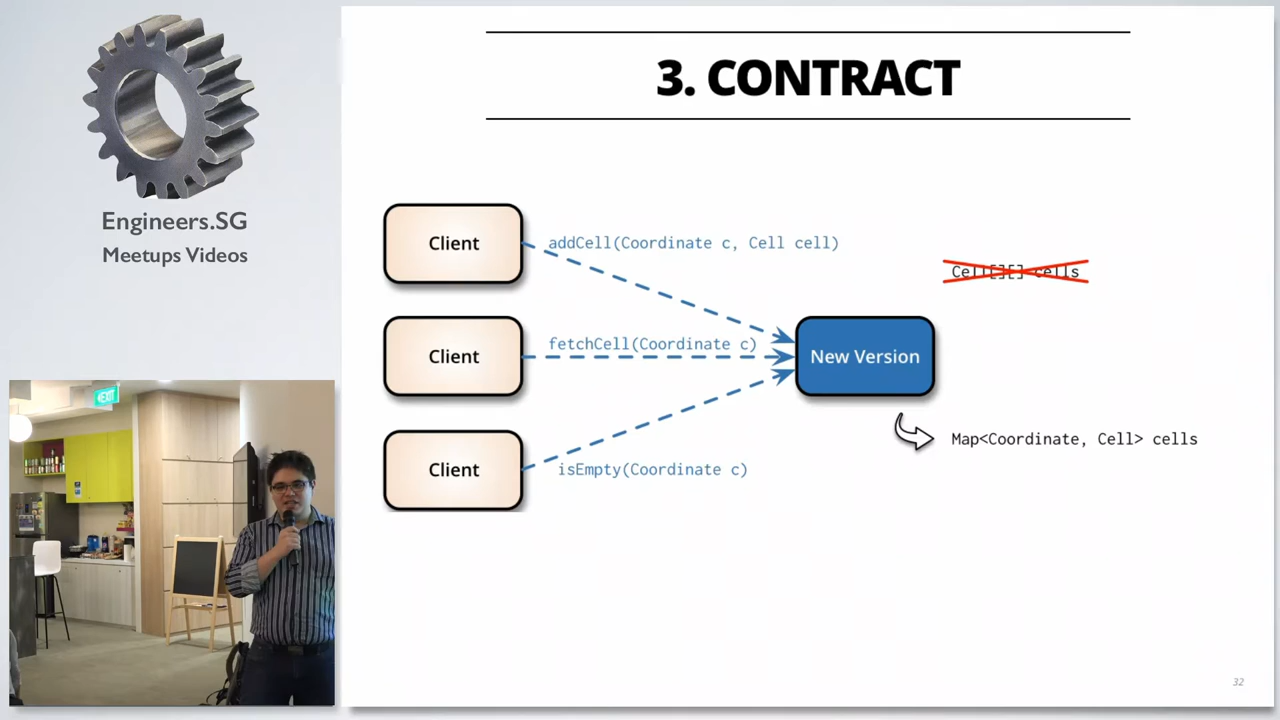 Engineers.SG
Meetups Videos
EXIT
3. CONTRACT
Client
addCell(Coordinate c, Cell cell)
Cell[][] cells
Client
fetchCell(Coordinate c)
New Version
Map<Coordinate, Cell> cells
Client
isEmpty(Coordinate c)
32